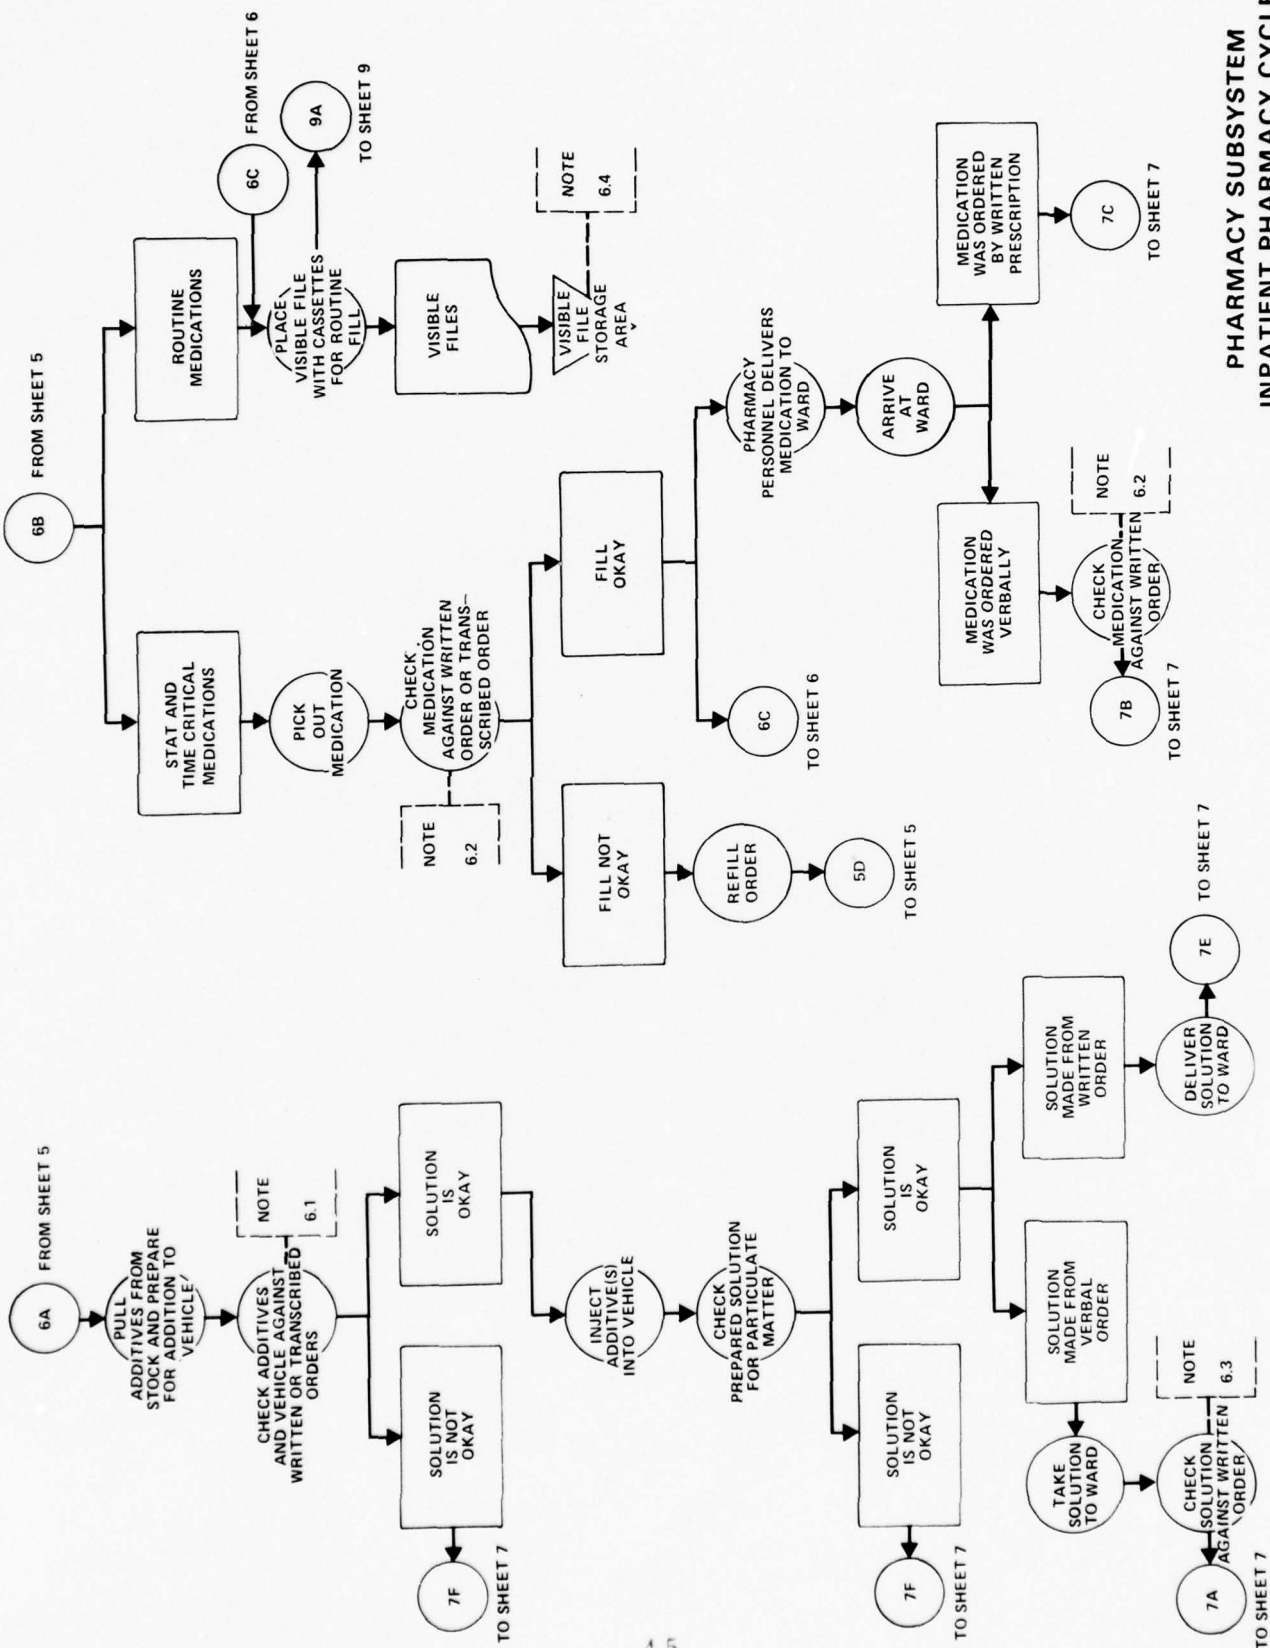 6A
FROM SHEET 5
PULL
ADDITIVES FROM
STOCK AND PREPARE
FOR ADDITION TO
VEHICLE
CHECK ADDITIVES
AND VEHICLE AGAINST
WRITTEN OR TRANSCRIBED
ORDERS
NOTE
6.1
SOLUTION
IS NOT
OKAY
SOLUTION
IS
OKAY
7F
TO SHEET 7
INJECT
ADDITIVE(S)
INTO VEHICLE
CHECK
PREPARED SOLUTION
FOR PARTICULATE
MATTER
SOLUTION
IS NOT
OKAY
SOLUTION
IS
OKAY
7F
TO SHEET 7
SOLUTION
MADE FROM
VERBAL
ORDER
SOLUTION
MADE FROM
WRITTEN
ORDER
TAKE
SOLUTION
TO WARD
CHECK
SOLUTION
AGAINST WRITTEN
ORDER
NOTE
6.3
7A
TO SHEET 7
DELIVER
SOLUTION
TO WARD
7E
TO SHEET 7
6B
FROM SHEET 5
STAT AND
TIME CRITICAL
MEDICATIONS
ROUTINE
MEDICATIONS
PICK
OUT
MEDICATION
CHECK
MEDICATION
AGAINST WRITTEN
ORDER OR TRANS-
SCRIBED ORDER
NOTE
6.2
6C
FROM SHEET 6
PLACE
VISIBLE FILE
WITH CASSETTES
FOR ROUTINE
FILL
9A
TO SHEET 9
VISIBLE
FILES
VISIBLE
FILE
STORAGE
AREA
NOTE
6.4
FILL NOT
OKAY
FILL
OKAY
REFILL
ORDER
5D
TO SHEET 5
6C
TO SHEET 6
PHARMACY
PERSONNEL DELIVERS
MEDICATION TO
WARD
ARRIVE
AT
WARD
MEDICATION
WAS ORDERED
VERBALLY
MEDICATION
WAS ORDERED
BY WRITTEN
PRESCRIPTION
CHECK
MEDICATION
AGAINST WRITTEN
ORDER
NOTE
6.2
7B
TO SHEET 7
7C
TO SHEET 7
PHARMACY SUBSYSTEM
INPATIENT PHARMACY CYCLE